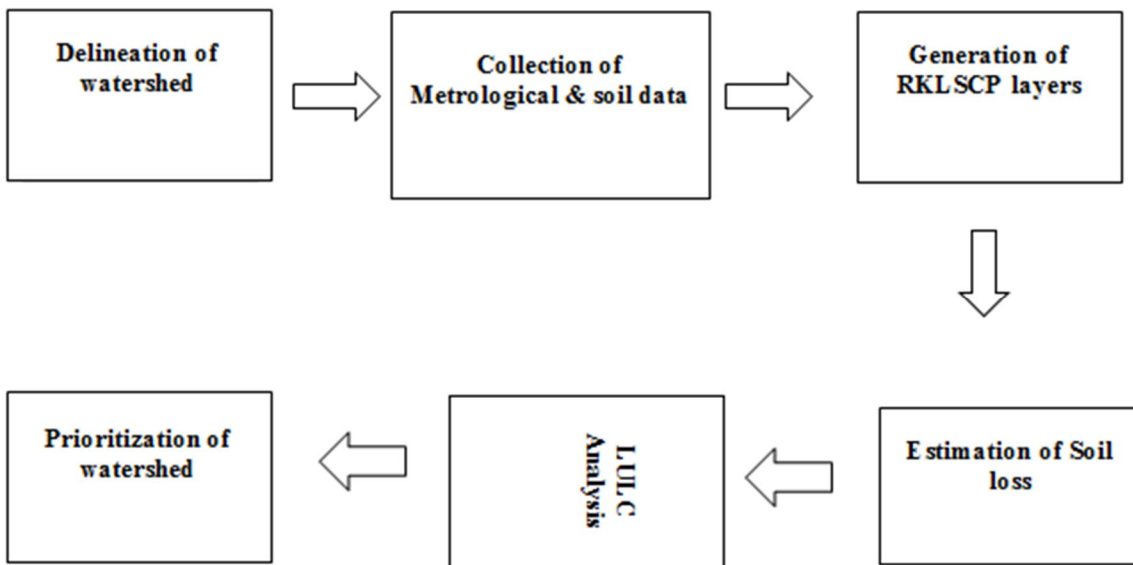 Delineation of
watershed
Collection of
Metrological & soil data
Generation of
RKLSCP layers
Prioritization of
watershed
LULC
Analysis
Estimation of Soil
loss